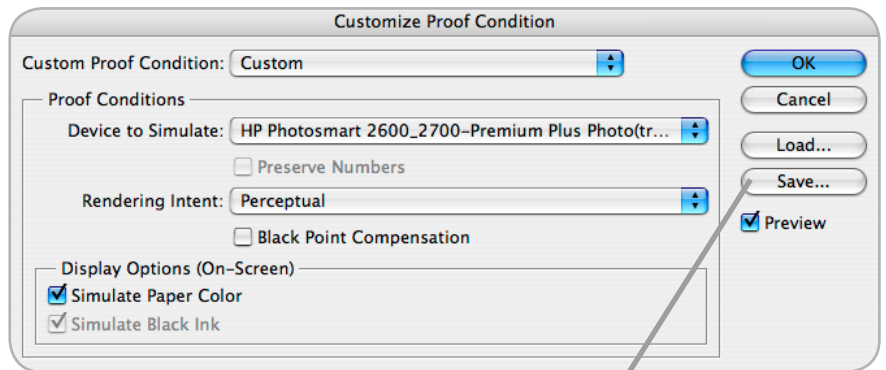 Customize Proof Condition
Custom Proof Condition: Custom
OK
Proof Conditions
Cancel
Device to Simulate: HP Photosmart 2600_2700-Premium Plus Photo(tr...
Load...
Preserve Numbers
Save...
Rendering Intent: Perceptual
Preview
Black Point Compensation
Display Options (On-Screen)
Simulate Paper Color
Simulate Black Ink